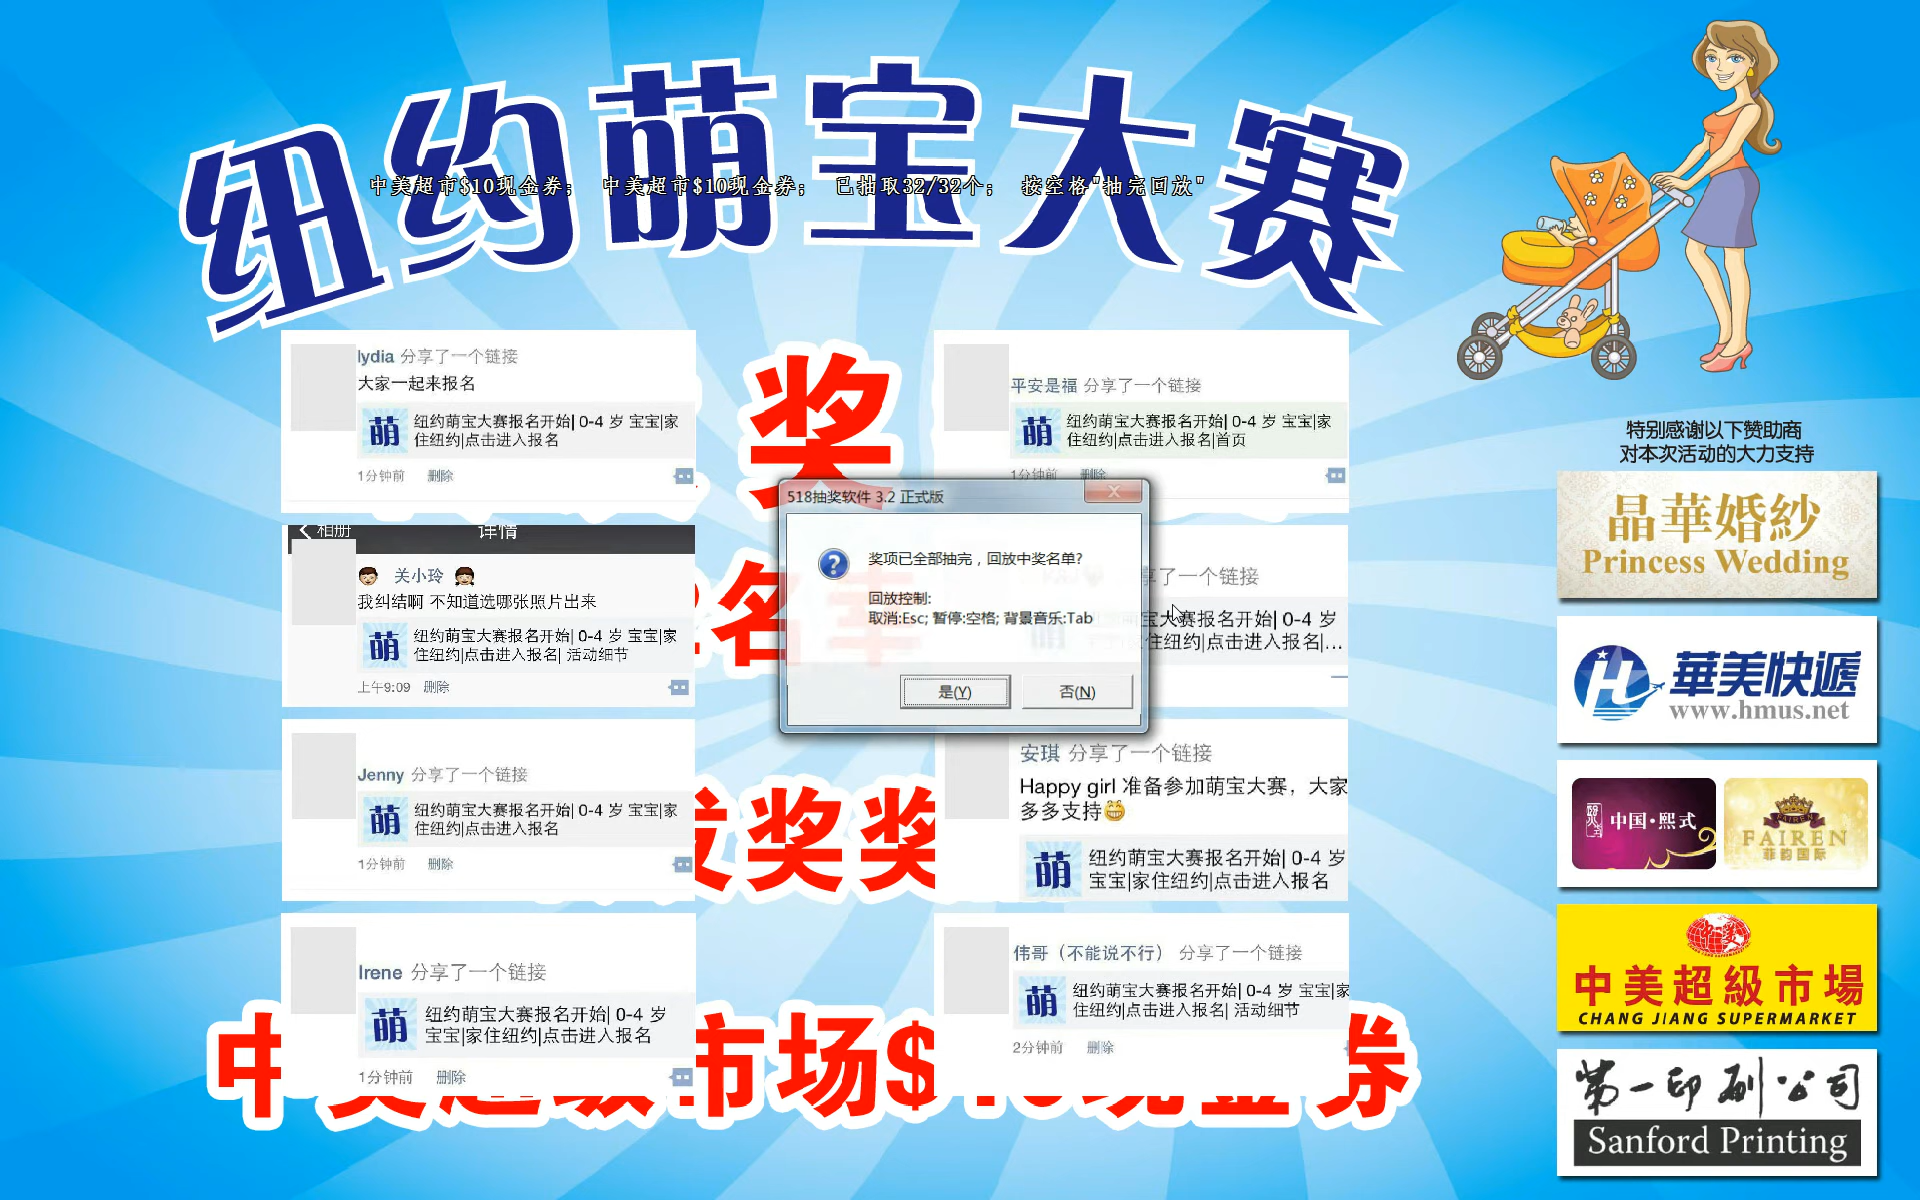 纽约萌宝大赛
中美超市$10现金券; 中美超市$10现金券; 已抽取32/32个; 按空格"抽完回放"
lydia 分享了一个链接
大家一起来报名
萌 纽约萌宝大赛报名开始| 0-4 岁 宝宝|家
住纽约|点击进入报名
1分钟前 删除
平安是福 分享了一个链接
萌 纽约萌宝大赛报名开始| 0-4 岁 宝宝|家
住纽约|点击进入报名|首页
1分钟前 删除
奖
518抽奖软件 3.2 正式版
奖项已全部抽完，回放中奖名单?
回放控制:
取消:Esc; 暂停:空格; 背景音乐:Tab
是(Y) 否(N)
相册 详情
关小玲
我纠结啊 不知道选哪张照片出来
萌 纽约萌宝大赛报名开始| 0-4 岁 宝宝|家
住纽约|点击进入报名| 活动细节
上午9:09 删除
名
享了一个链接
宝大赛报名开始| 0-4 岁
住纽约|点击进入报名|...
Jenny 分享了一个链接
萌 纽约萌宝大赛报名开始| 0-4 岁 宝宝|家
住纽约|点击进入报名
1分钟前 删除
安琪 分享了一个链接
Happy girl 准备参加萌宝大赛，大家
多多支持
萌 纽约萌宝大赛报名开始| 0-4 岁
宝宝|家住纽约|点击进入报名
发奖奖
Irene 分享了一个链接
萌 纽约萌宝大赛报名开始| 0-4 岁
宝宝|家住纽约|点击进入报名
1分钟前 删除
伟哥（不能说不行） 分享了一个链接
萌 纽约萌宝大赛报名开始| 0-4 岁 宝宝|家
住纽约|点击进入报名| 活动细节
2分钟前 删除
中美超级市场$10现金券
特别感谢以下赞助商
对本次活动的大力支持
晶華婚紗
Princess Wedding
華美快遞
www.hmus.net
中国·熙式
FAIREN
菲韵国际
中美超級市場
CHANG JIANG SUPERMARKET
第一印刷公司
Sanford Printing